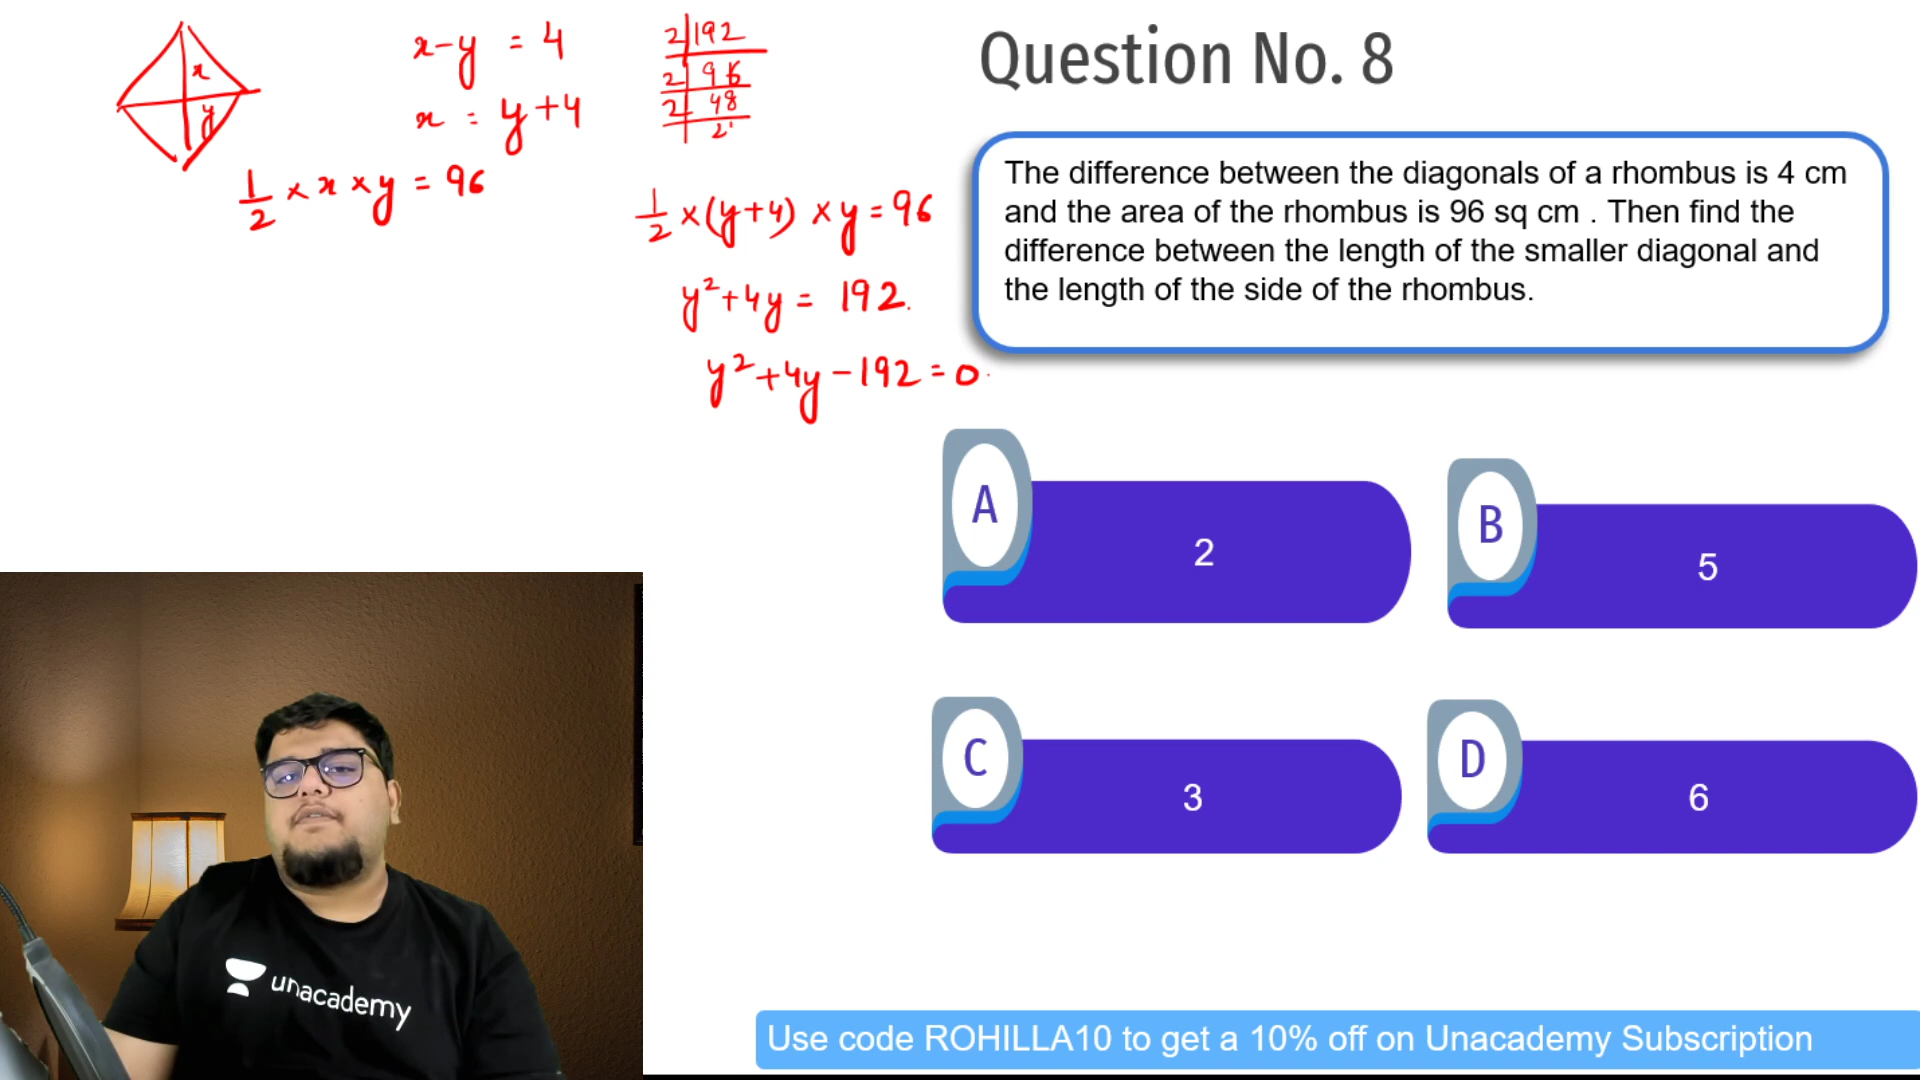 x-y = 4
x = y+4
1/2 × x × y = 96
x
y
2 192
2 96
2 48
1/2 ×(y+4) × y = 96
y²+4y = 192.
y²+4y-192=0.
Question No. 8
The difference between the diagonals of a rhombus is 4 cm
and the area of the rhombus is 96 sq cm . Then find the
difference between the length of the smaller diagonal and
the length of the side of the rhombus.
A
2
B
5
C
3
D
6
unacademy
Use code ROHILLA10 to get a 10% off on Unacademy Subscription